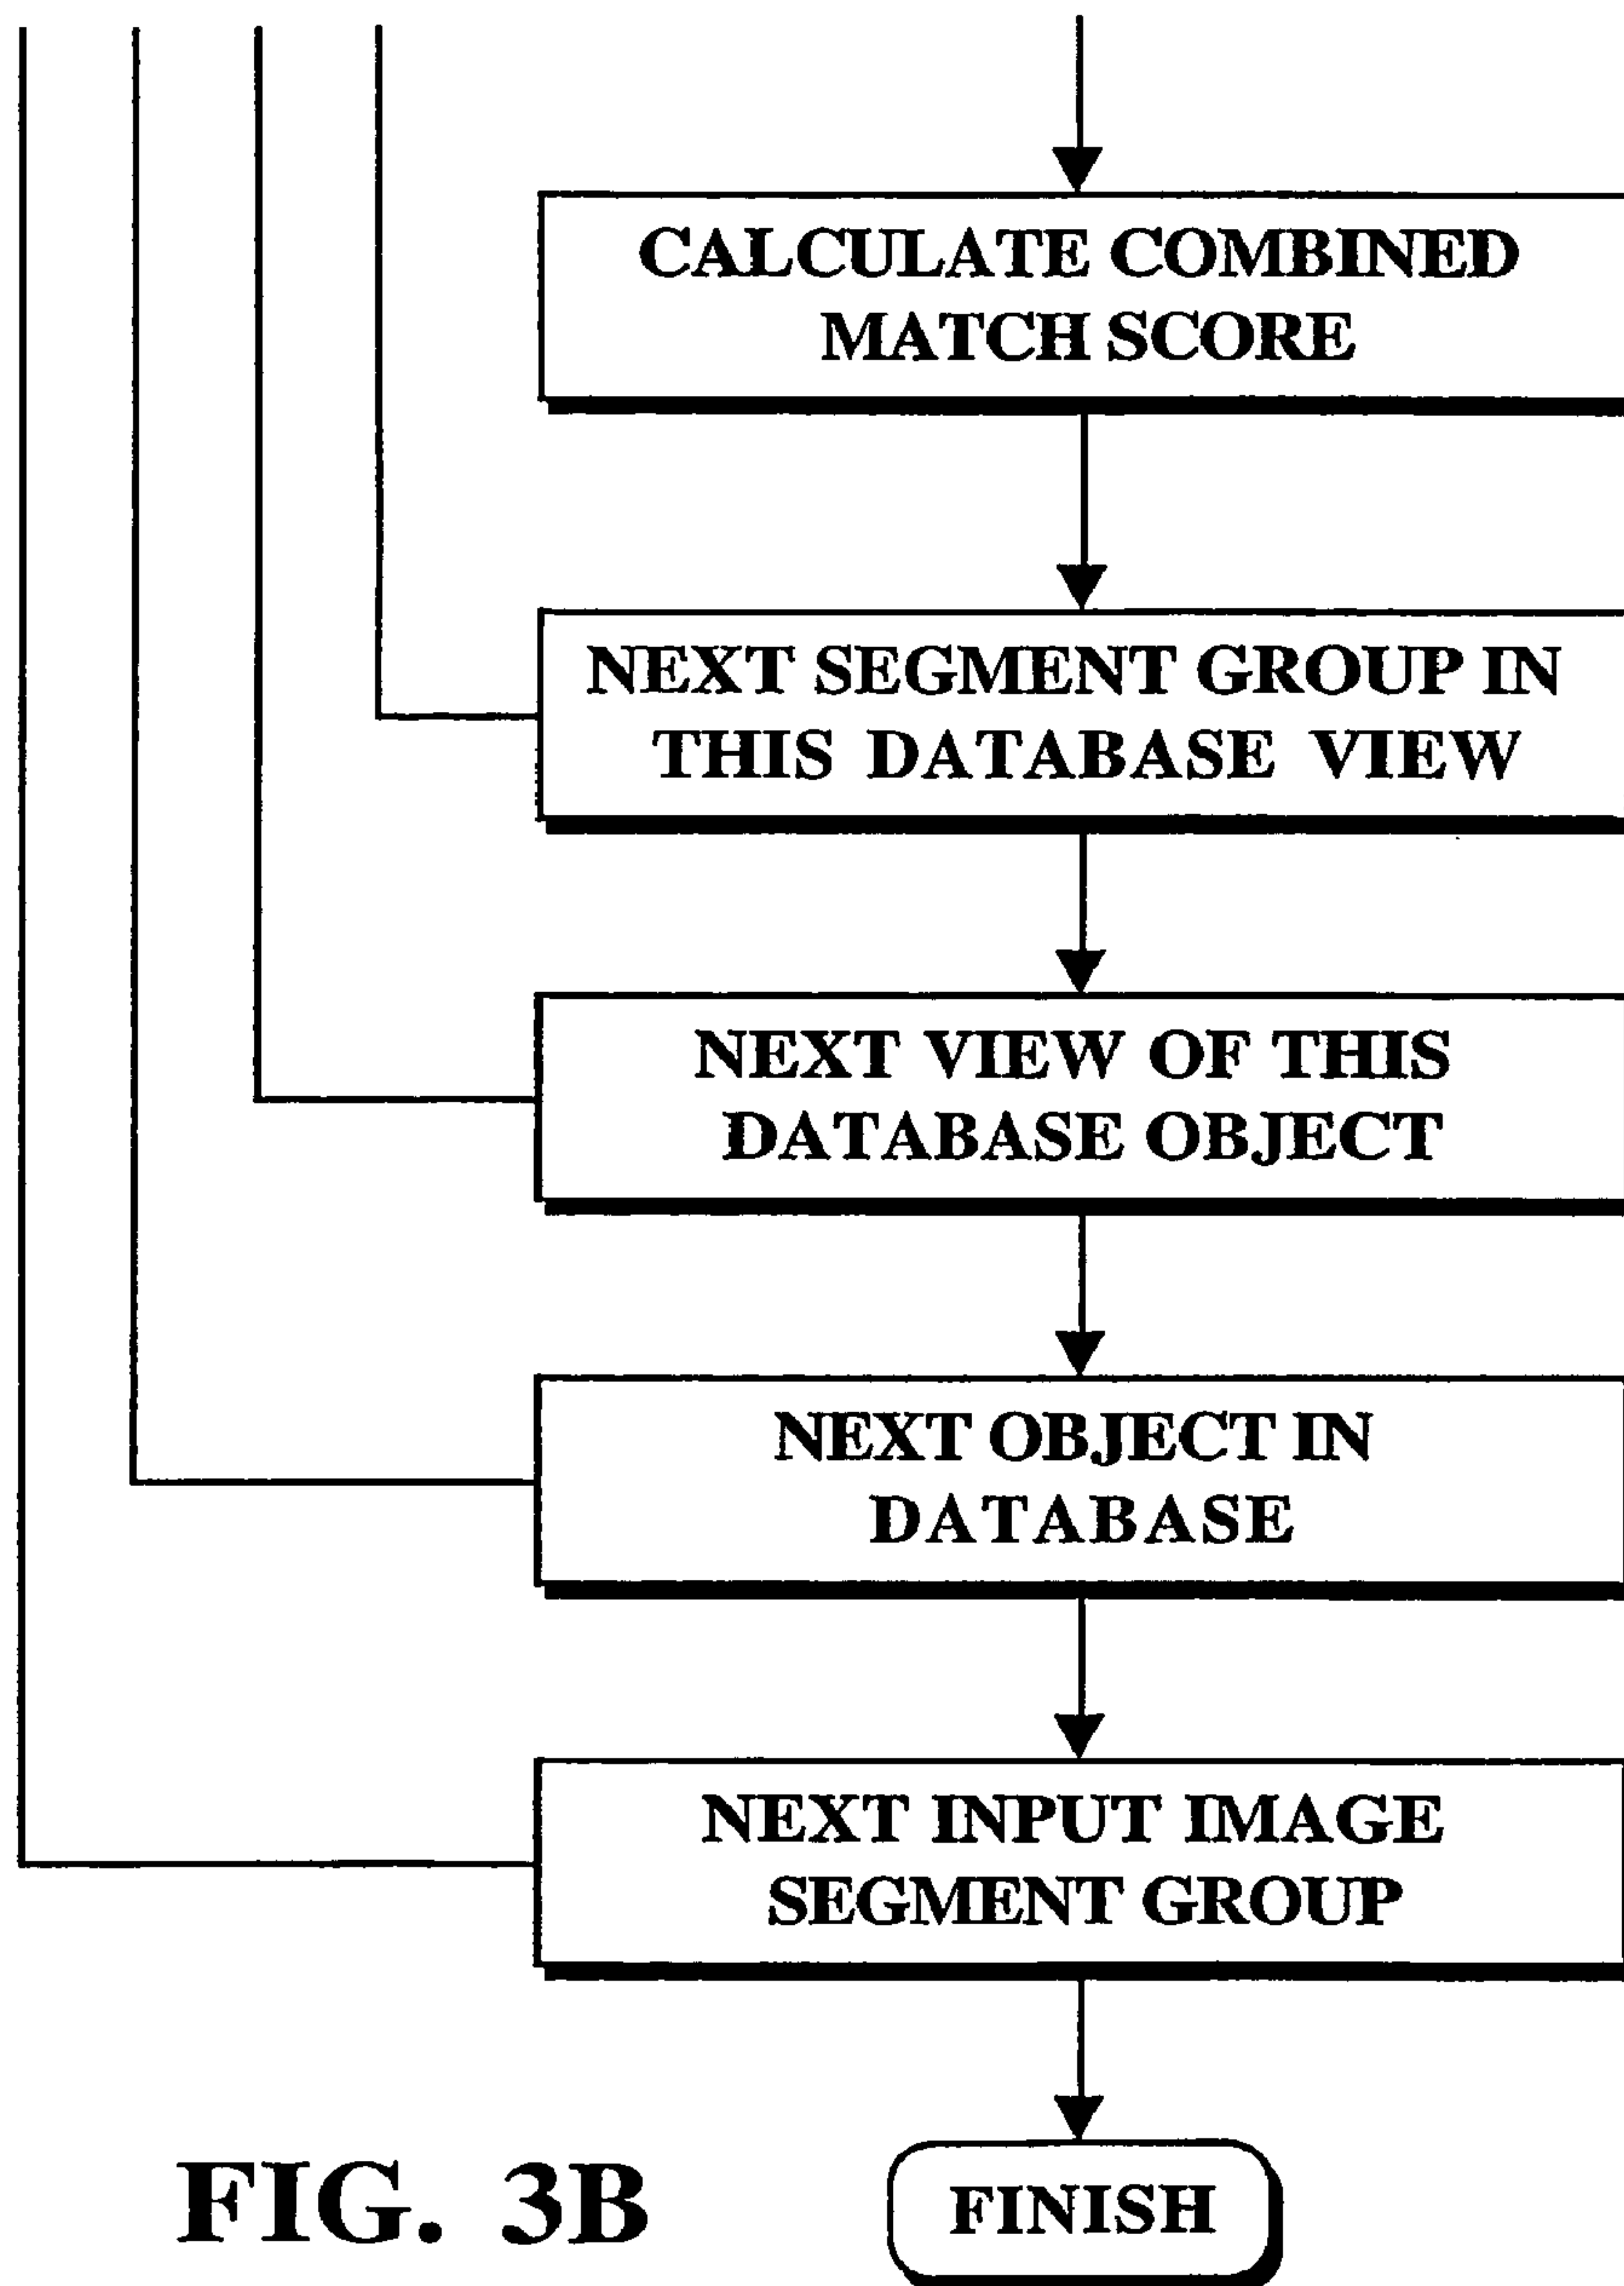 CALCULATE COMBINED
MATCH SCORE
NEXT SEGMENT GROUP IN
THIS DATABASE VIEW
NEXT VIEW OF THIS
DATABASE OBJECT
NEXT OBJECT IN
DATABASE
NEXT INPUT IMAGE
SEGMENT GROUP
FINISH
FIG. 3B